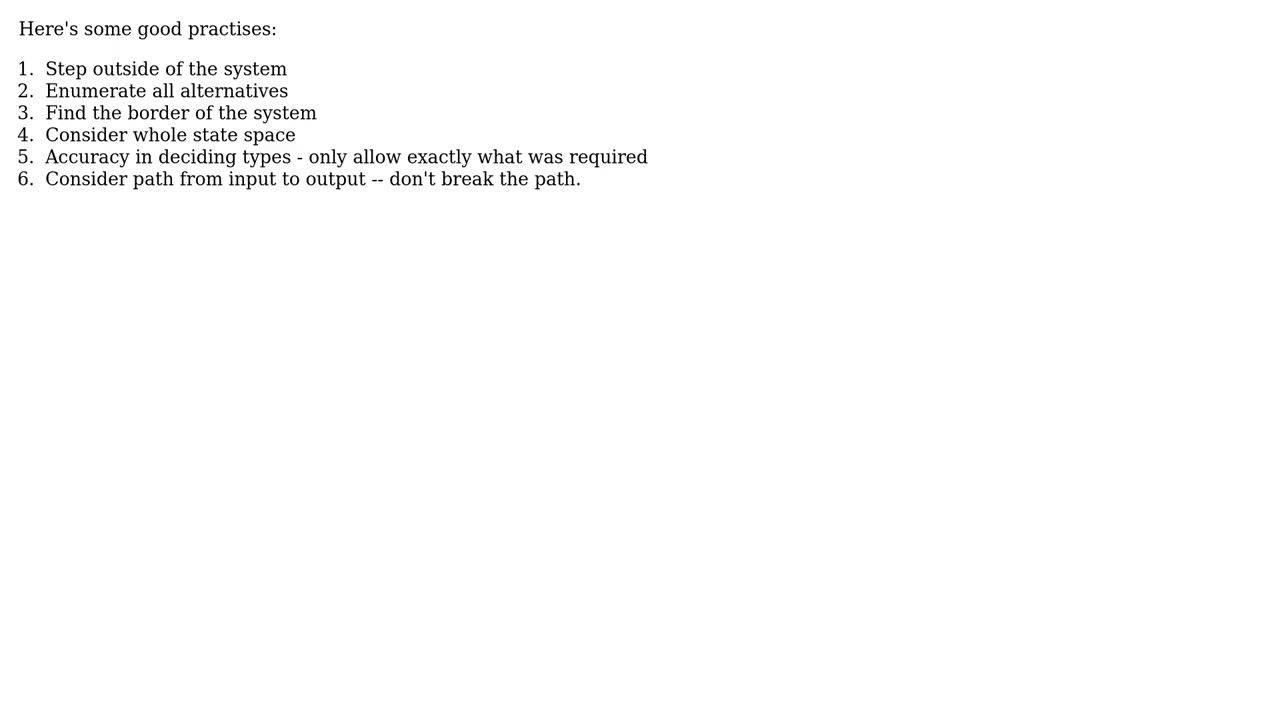 Here's some good practises:
1. Step outside of the system
2. Enumerate all alternatives
3. Find the border of the system
4. Consider whole state space
5. Accuracy in deciding types - only allow exactly what was required
6. Consider path from input to output -- don't break the path.